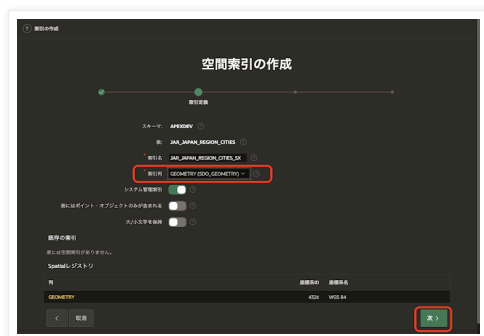 索引の作成
空間索引の作成
索引定義
スキーマ: APEXDEV
表: JAR_JAPAN_REGION_CITIES
* 索引名 JAR_JAPAN_REGION_CITIES_SX
* 索引列 GEOMETRY (SDO_GEOMETRY)
システム管理索引
表にはポイント・オブジェクトのみが含まれる
大/小文字を保持
既存の索引
表には空間索引がありません。
Spatialレジストリ
列 座標系ID 座標系名
GEOMETRY 4326 WGS 84
取消 次